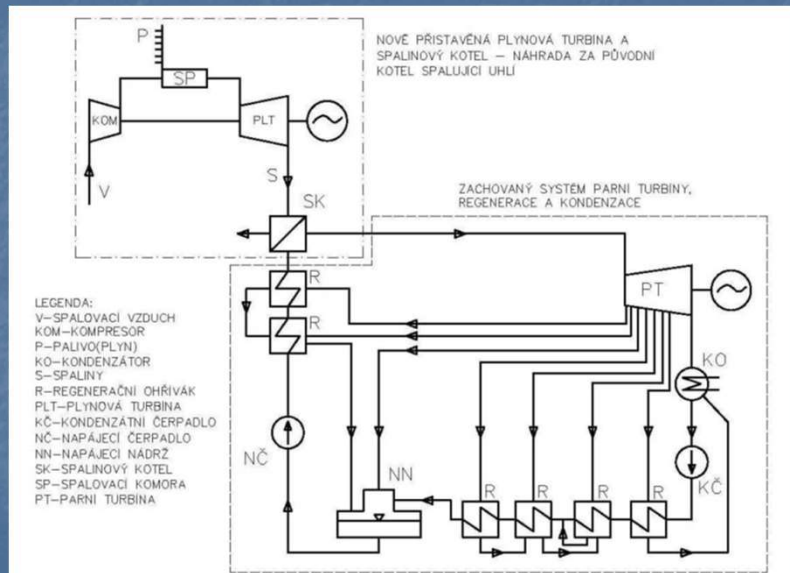 P
NOVĚ PŘISTAVĚNÁ PLYNOVÁ TURBÍNA A
SPALINOVÝ KOTEL – NÁHRADA ZA PŮVODNÍ
KOTEL SPALUJÍCÍ UHLÍ
SP
KOM
PLT
V
S
SK
ZACHOVANÝ SYSTÉM PARNÍ TURBÍNY,
REGENERACE A KONDENZACE
R
PT
R
LEGENDA:
V–SPALOVACÍ VZDUCH
KOM–KOMPRESOR
P–PALIVO(PLYN)
KO–KONDENZÁTOR
S–SPALINY
R–REGENERAČNÍ OHŘÍVÁK
PLT–PLYNOVÁ TURBÍNA
KČ–KONDENZÁTNÍ ČERPADLO
NČ–NAPÁJECÍ ČERPADLO
NN–NAPÁJECÍ NÁDRŽ
SK–SPALINOVÝ KOTEL
SP–SPALOVACÍ KOMORA
PT–PARNÍ TURBÍNA
KO
NČ
NN
KČ
R
R
R
R